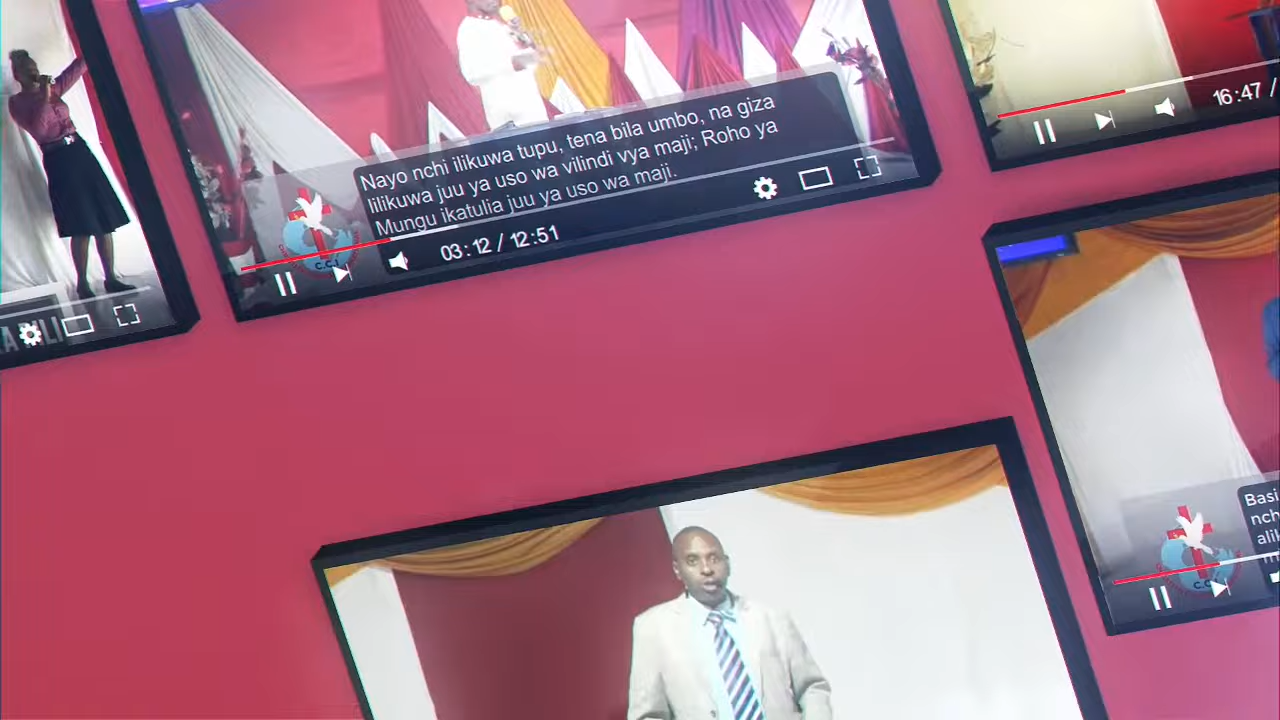 Nayo nchi ilikuwa tupu, tena bila umbo, na giza
lilikuwa juu ya uso wa vilindi vya maji; Roho ya
Mungu ikatulia juu ya uso wa maji.
03:12 / 12:51
C.C.I
16:47 /
Basi
nch
alik